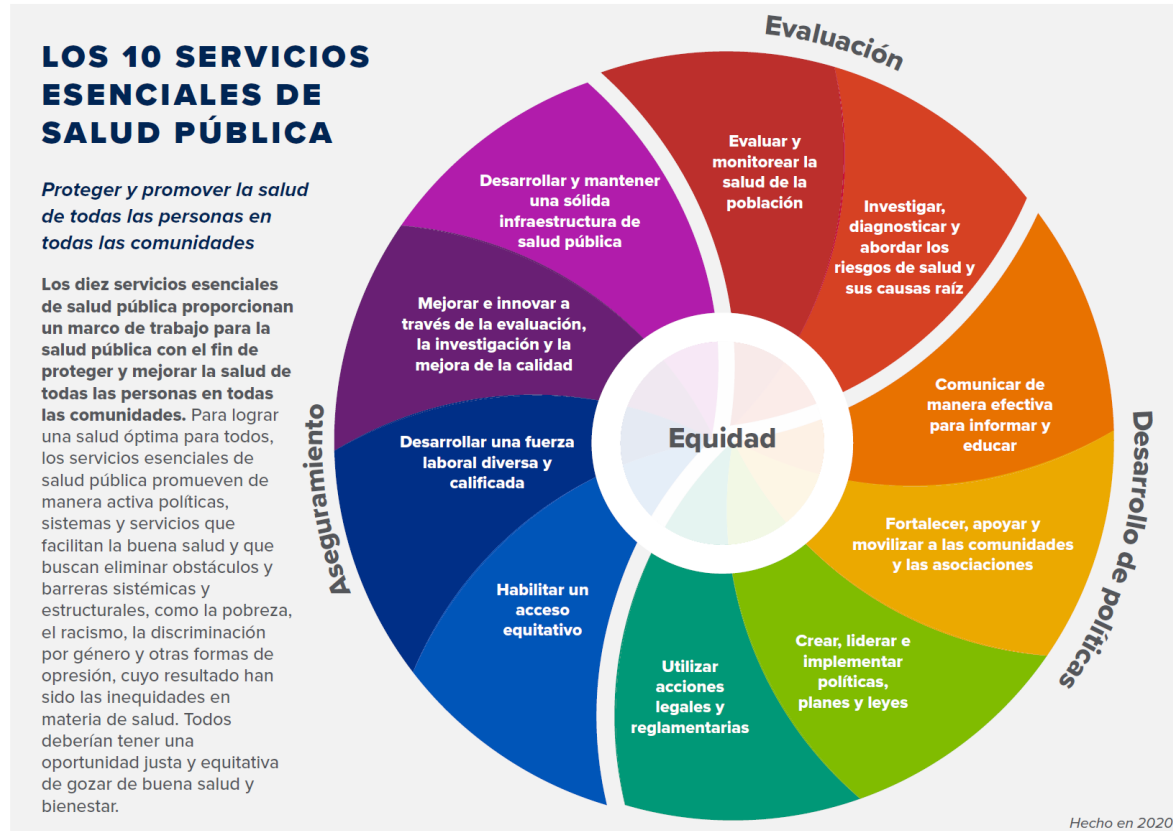 LOS 10 SERVICIOS
ESENCIALES DE
SALUD PÚBLICA
Proteger y promover la salud
de todas las personas en
todas las comunidades
Los diez servicios esenciales
de salud pública proporcionan
un marco de trabajo para la
salud pública con el fin de
proteger y mejorar la salud de
todas las personas en todas
las comunidades. Para lograr
una salud óptima para todos,
los servicios esenciales de
salud pública promueven de
manera activa políticas,
sistemas y servicios que
facilitan la buena salud y que
buscan eliminar obstáculos y
barreras sistémicas y
estructurales, como la pobreza,
el racismo, la discriminación
por género y otras formas de
opresión, cuyo resultado han
sido las inequidades en
materia de salud. Todos
deberían tener una
oportunidad justa y equitativa
de gozar de buena salud y
bienestar.
Evaluación
Evaluar y
monitorear la
salud de la
población
Investigar,
diagnosticar y
abordar los
riesgos de salud y
sus causas raíz
Desarrollo de políticas
Comunicar de
manera efectiva
para informar y
educar
Fortalecer, apoyar y
movilizar a las comunidades
y las asociaciones
Crear, liderar e
implementar
políticas,
planes y leyes
Utilizar
acciones
legales y
reglamentarias
Aseguramiento
Habilitar un
acceso
equitativo
Desarrollar una fuerza
laboral diversa y
calificada
Mejorar e innovar a
través de la evaluación,
la investigación y la
mejora de la calidad
Desarrollar y mantener
una sólida
infraestructura de
salud pública
Equidad
Hecho en 2020